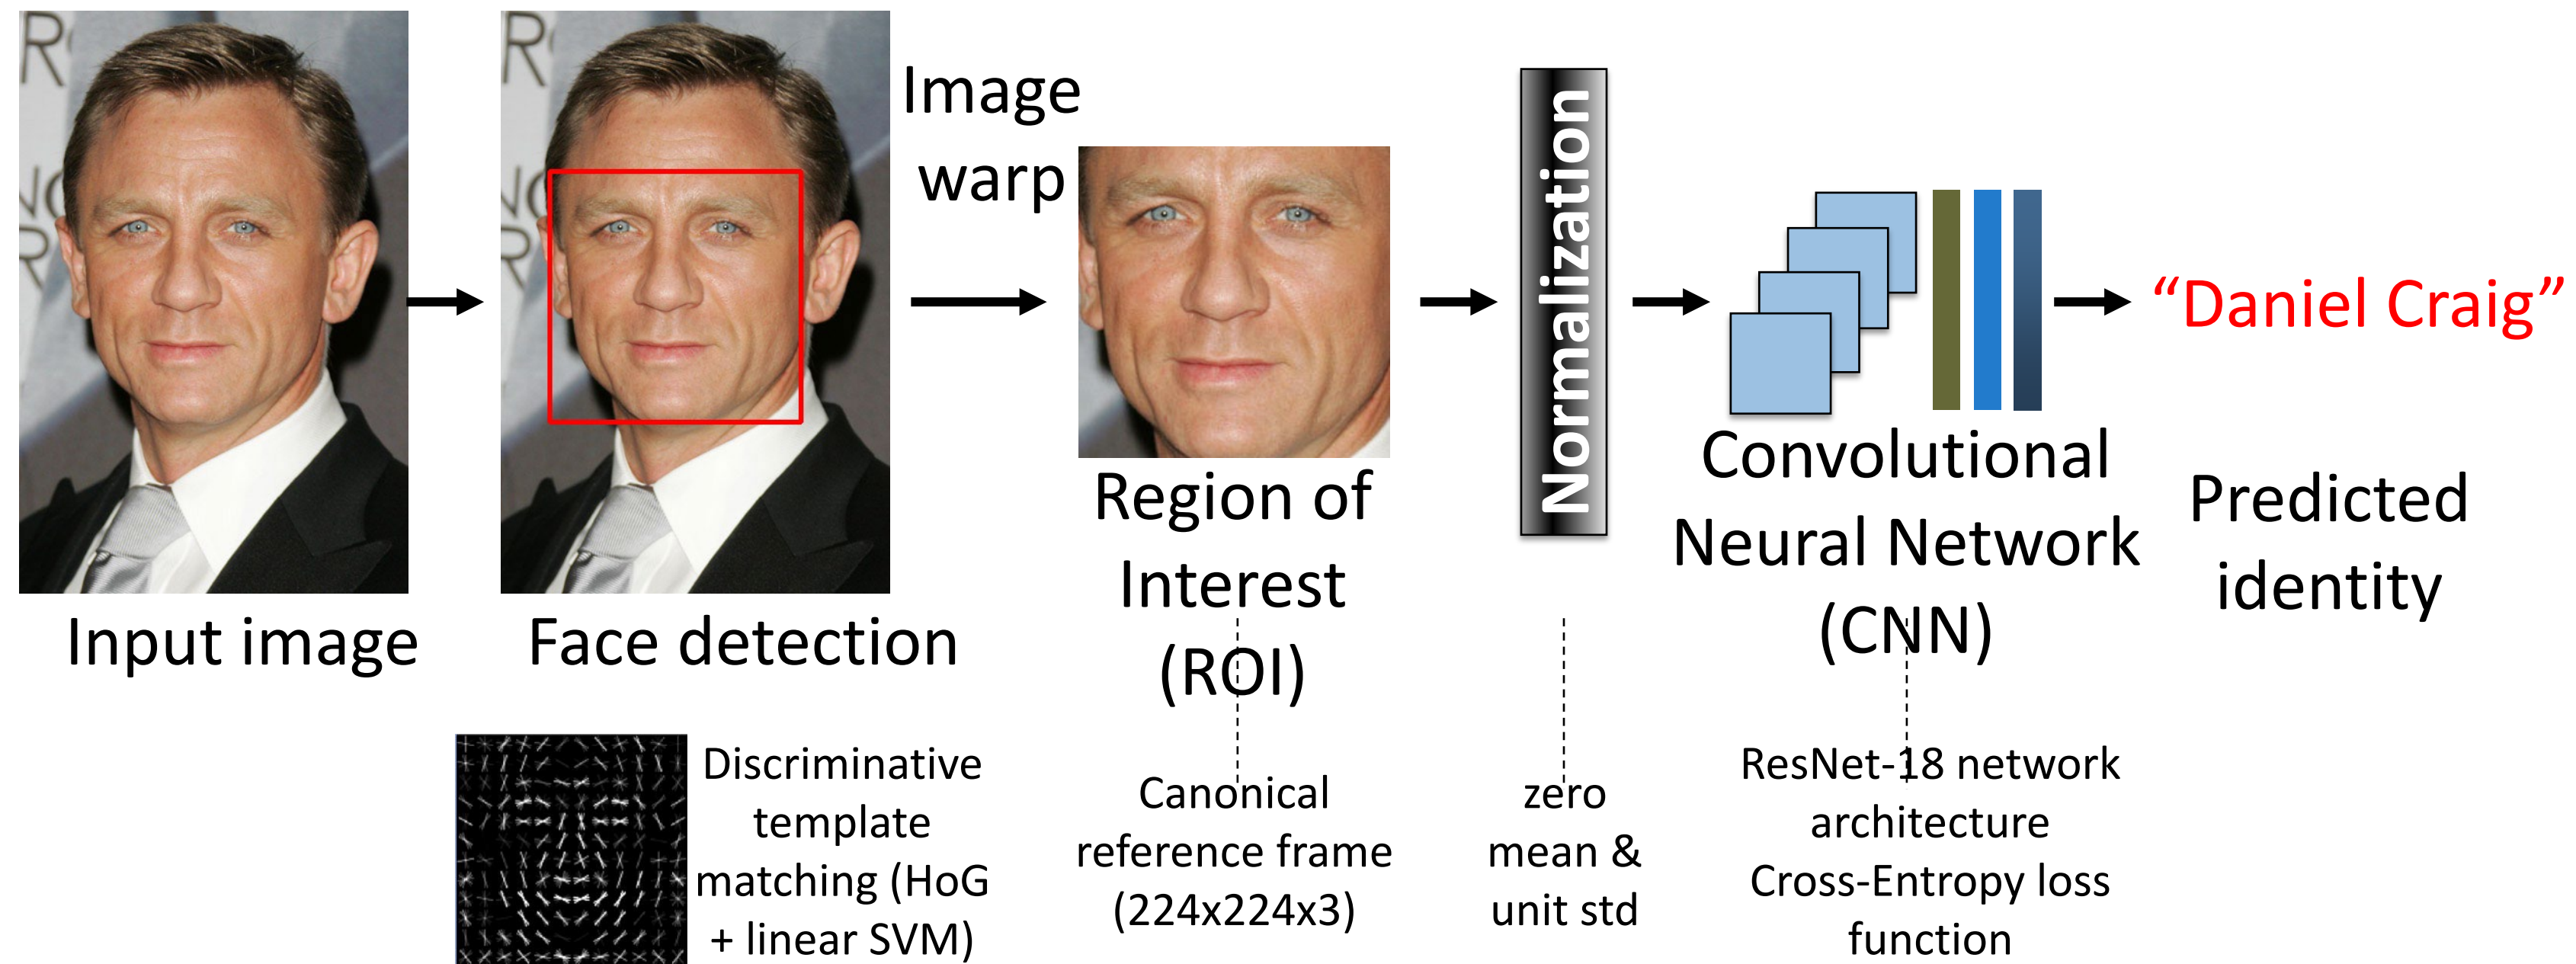 Image
warp
Normalization
“Daniel Craig”
Input image
Face detection
Region of
Interest
(ROI)
Convolutional
Neural Network
(CNN)
Predicted
identity
Discriminative
template
matching (HoG
+ linear SVM)
Canonical
reference frame
(224x224x3)
zero
mean &
unit std
ResNet-18 network
architecture
Cross-Entropy loss
function